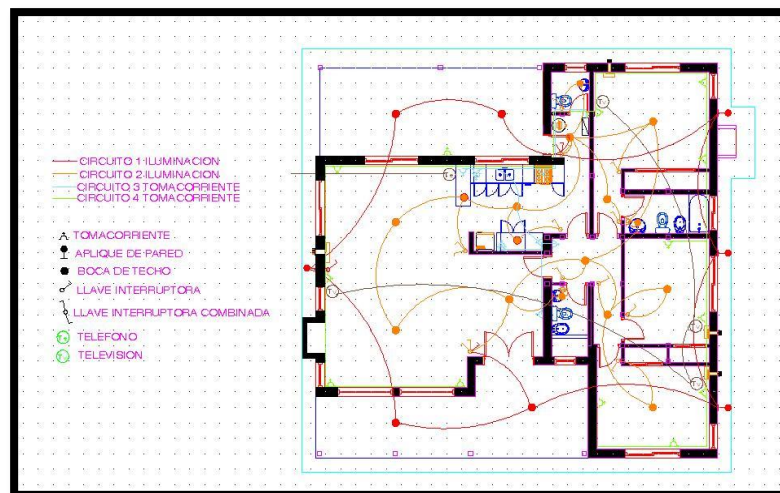 CIRCUITO 1 ILUMINACION
CIRCUITO 2 ILUMINACION
CIRCUITO 3 TOMACORRIENTE
CIRCUITO 4 TOMACORRIENTE
TOMACORRIENTE
APLIQUE DE PARED
BOCA DE TECHO
LLAVE INTERRUPTORA
LLAVE INTERRUPTORA COMBINADA
TELEFONO
TELEVISION